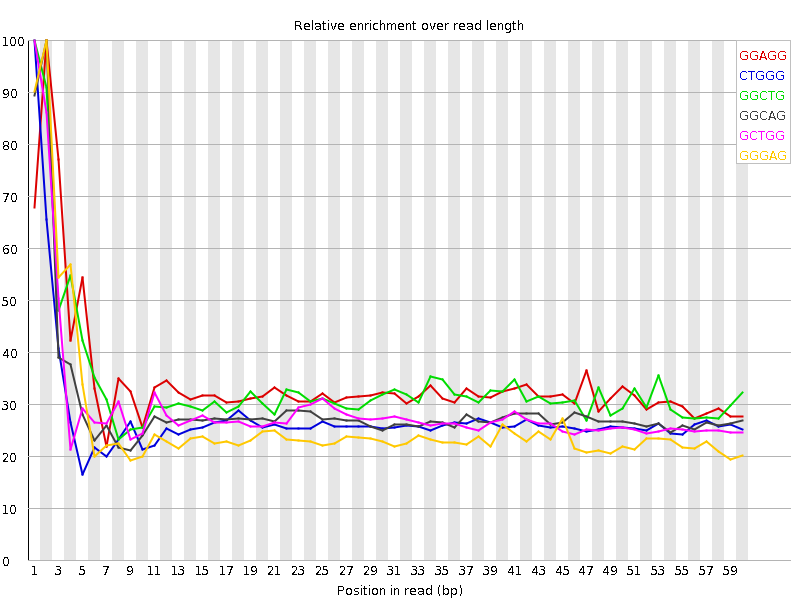 Relative enrichment over read length
100
90
80
70
60
50
40
30
20
10
0
GGAGG
CTGGG
GGCTG
GGCAG
GCTGG
GGGAG
1 3 5 7 9 11 13 15 17 19 21 23 25 27 29 31 33 35 37 39 41 43 45 47 49 51 53 55 57 59
Position in read (bp)